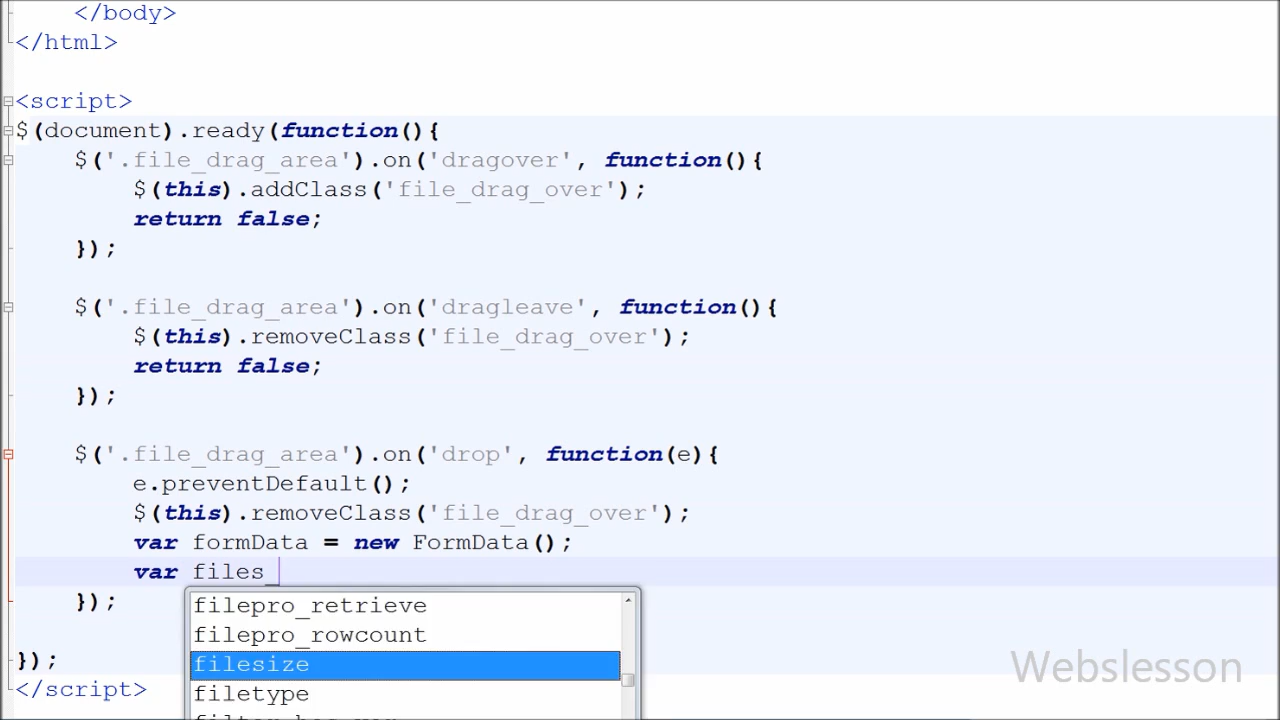 </body>
</html>
<script>
$(document).ready(function(){
$('.file_drag_area').on('dragover', function(){
$(this).addClass('file_drag_over');
return false;
});
$('.file_drag_area').on('dragleave', function(){
$(this).removeClass('file_drag_over');
return false;
});
$('.file_drag_area').on('drop', function(e){
e.preventDefault();
$(this).removeClass('file_drag_over');
var formData = new FormData();
var files_
});
filepro_retrieve
filepro_rowcount
filesize
filetype
});
</script>
Webslesson